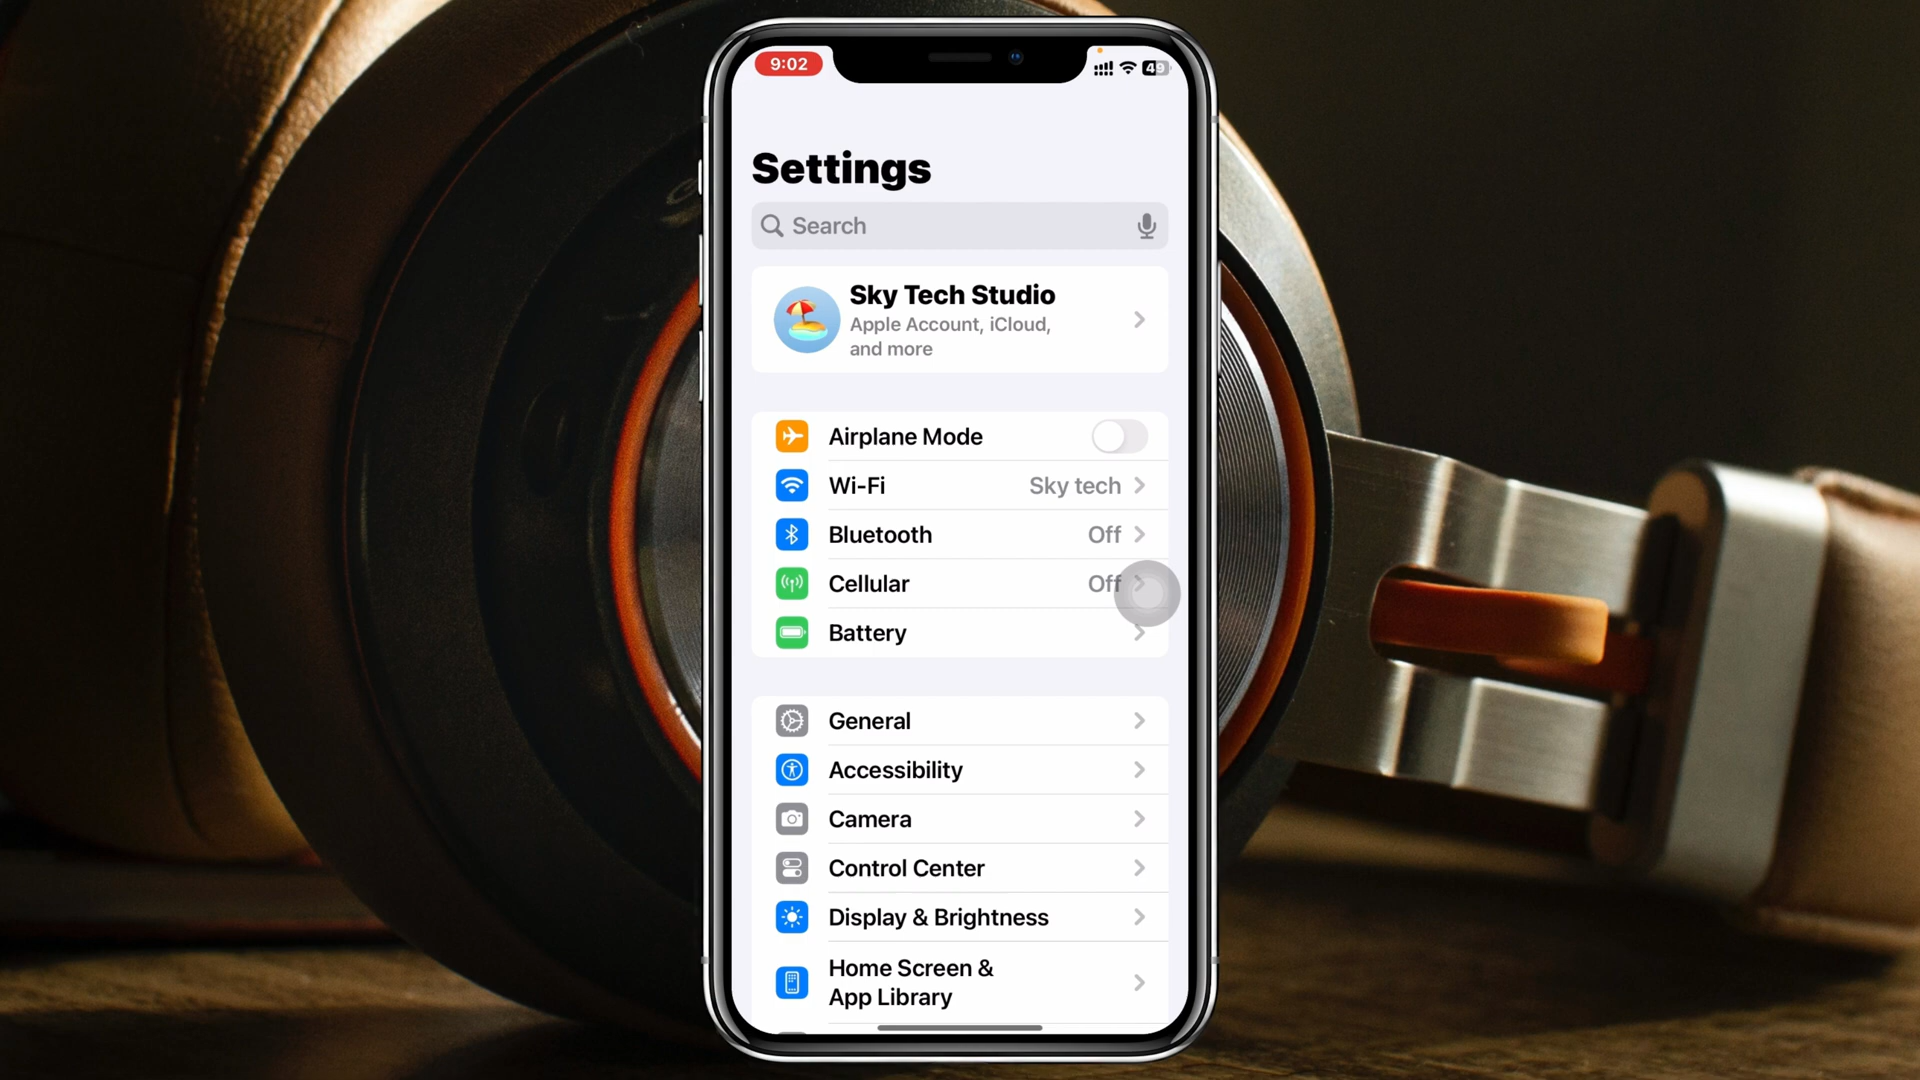 9:02
49
Settings
Search
Sky Tech Studio
Apple Account, iCloud,
and more
Airplane Mode
Wi-Fi
Sky tech
Bluetooth
Off
Cellular
Off
Battery
General
Accessibility
Camera
Control Center
Display & Brightness
Home Screen &
App Library